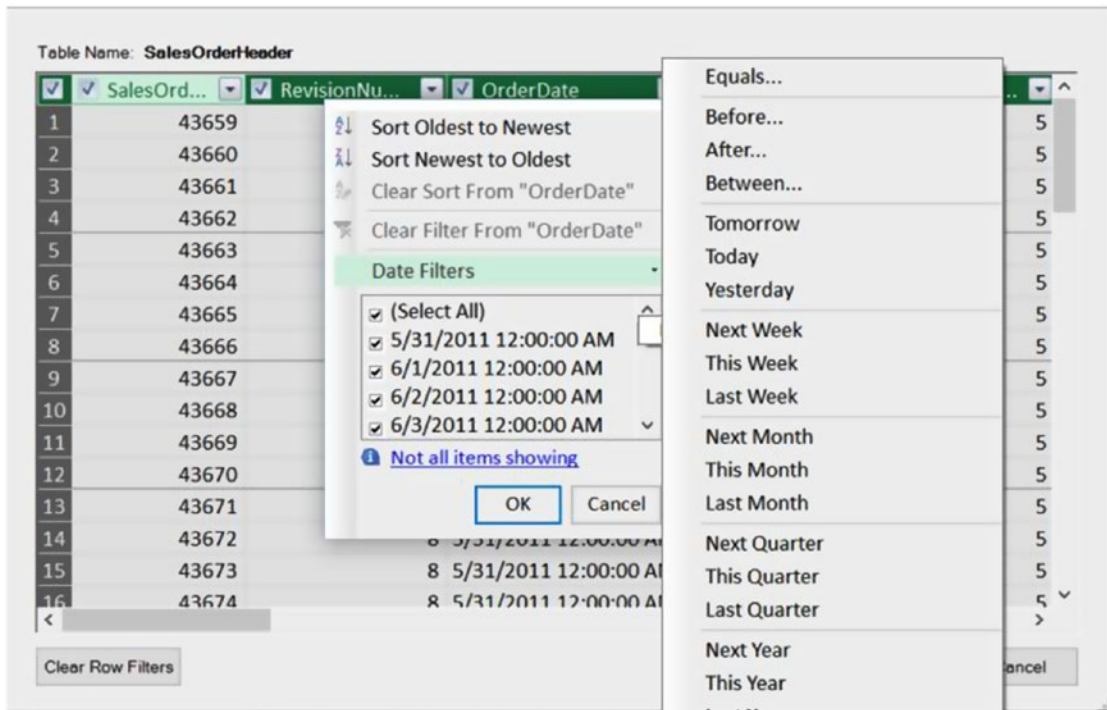 Table Name: SalesOrderHeader
SalesOrd... RevisionNu... OrderDate ..
1 43659 5
2 43660 5
3 43661 5
4 43662 5
5 43663 5
6 43664 5
7 43665 5
8 43666 5
9 43667 5
10 43668 5
11 43669 5
12 43670 5
13 43671 5
14 43672 8 5/31/2011 12:00:00 5
15 43673 8 5/31/2011 12:00:00 5
16 43674 8 5/31/2011 12:00:00 5
Sort Oldest to Newest
Sort Newest to Oldest
Clear Sort From "OrderDate"
Clear Filter From "OrderDate"
Date Filters
(Select All)
5/31/2011 12:00:00 AM
6/1/2011 12:00:00 AM
6/2/2011 12:00:00 AM
6/3/2011 12:00:00 AM
Not all items showing
OK Cancel
Equals...
Before...
After...
Between...
Tomorrow
Today
Yesterday
Next Week
This Week
Last Week
Next Month
This Month
Last Month
Next Quarter
This Quarter
Last Quarter
Next Year
This Year
Clear Row Filters
ancel